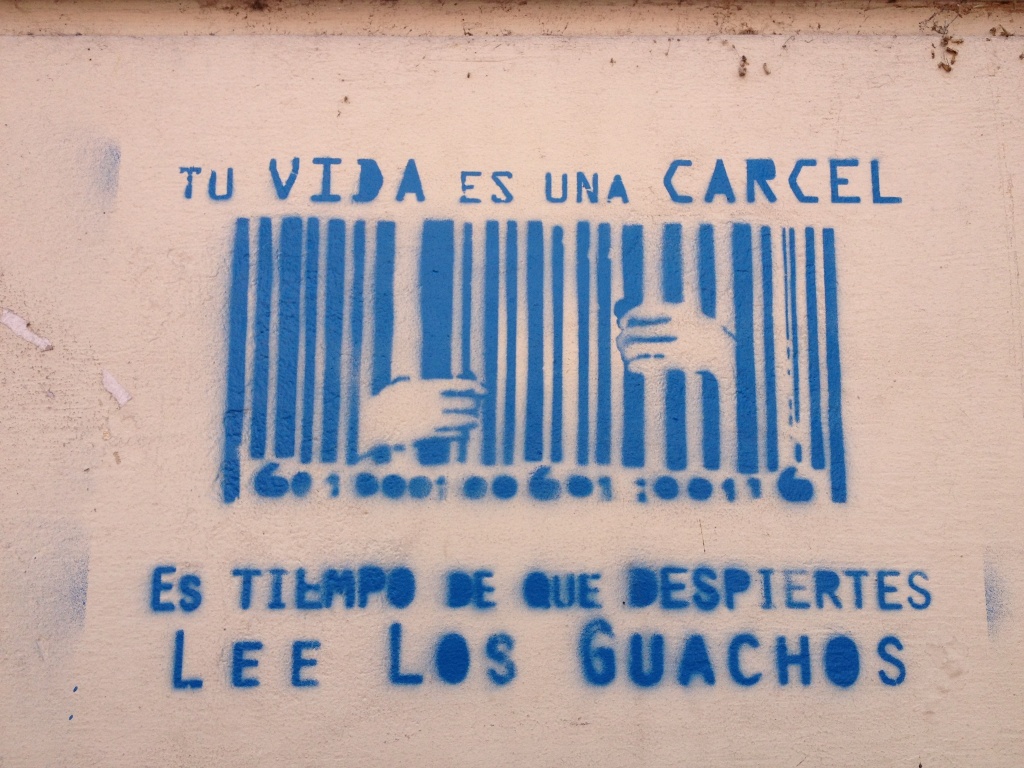 TU VIDA ES UNA CARCEL
ES TIEMPO DE QUE DESPIERTES
LEE LOS GUACHOS